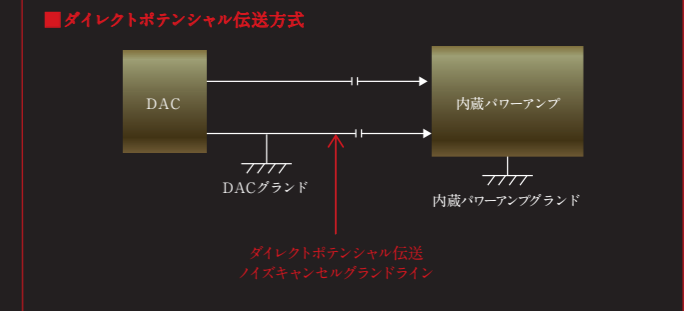 ■ダイレクトポテンシャル伝送方式
DAC
内蔵パワーアンプ
DACグランド
内蔵パワーアンプグランド
ダイレクトポテンシャル伝送
ノイズキャンセルグランドライン